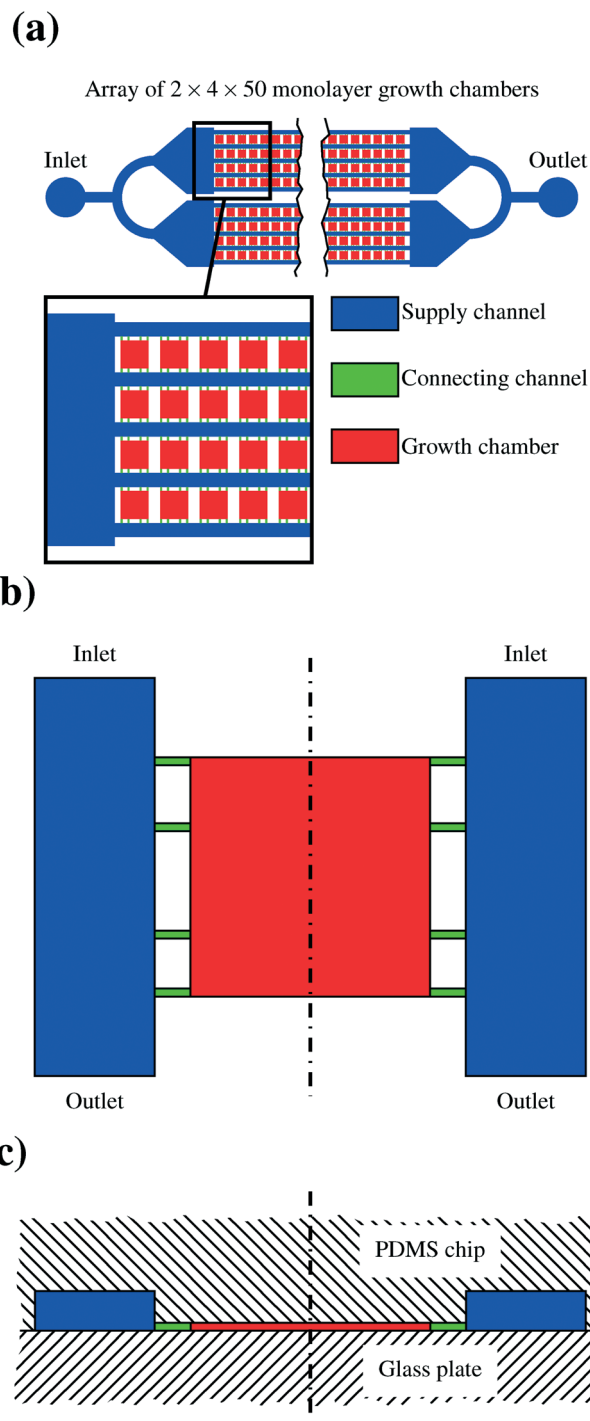 (a)
Array of 2 × 4 × 50 monolayer growth chambers
Inlet
Outlet
Supply channel
Connecting channel
Growth chamber
b)
Inlet
Inlet
Outlet
Outlet
c)
PDMS chip
Glass plate